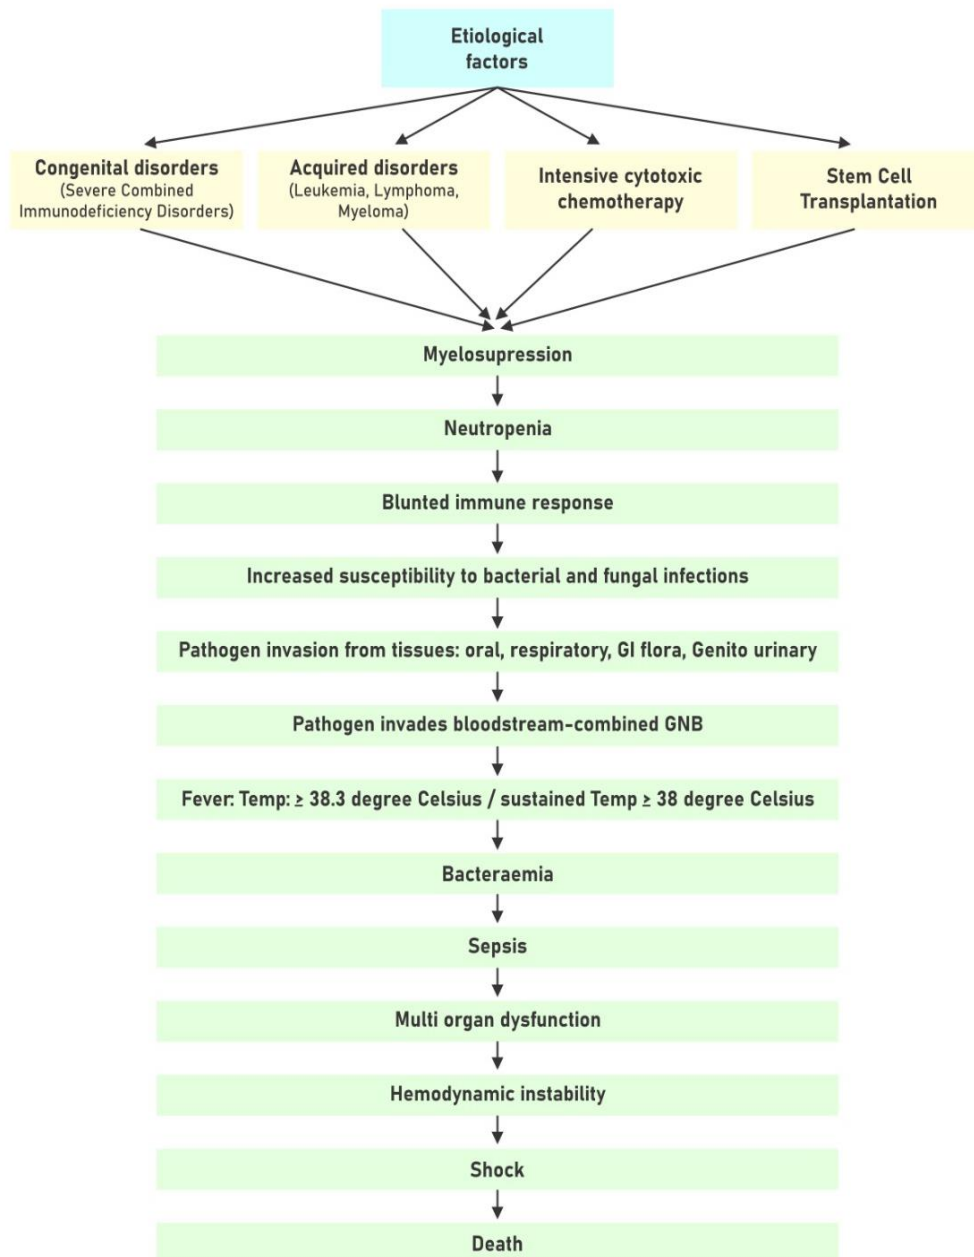 Etiological
factors
Congenital disorders
(Severe Combined
Immunodeficiency Disorders)
Acquired disorders
(Leukemia, Lymphoma,
Myeloma)
Intensive cytotoxic
chemotherapy
Stem Cell
Transplantation
Myelosupression
Neutropenia
Blunted immune response
Increased susceptibility to bacterial and fungal infections
Pathogen invasion from tissues: oral, respiratory, GI flora, Genito urinary
Pathogen invades bloodstream-combined GNB
Fever: Temp: ≥ 38.3 degree Celsius / sustained Temp ≥ 38 degree Celsius
Bacteraemia
Sepsis
Multi organ dysfunction
Hemodynamic instability
Shock
Death